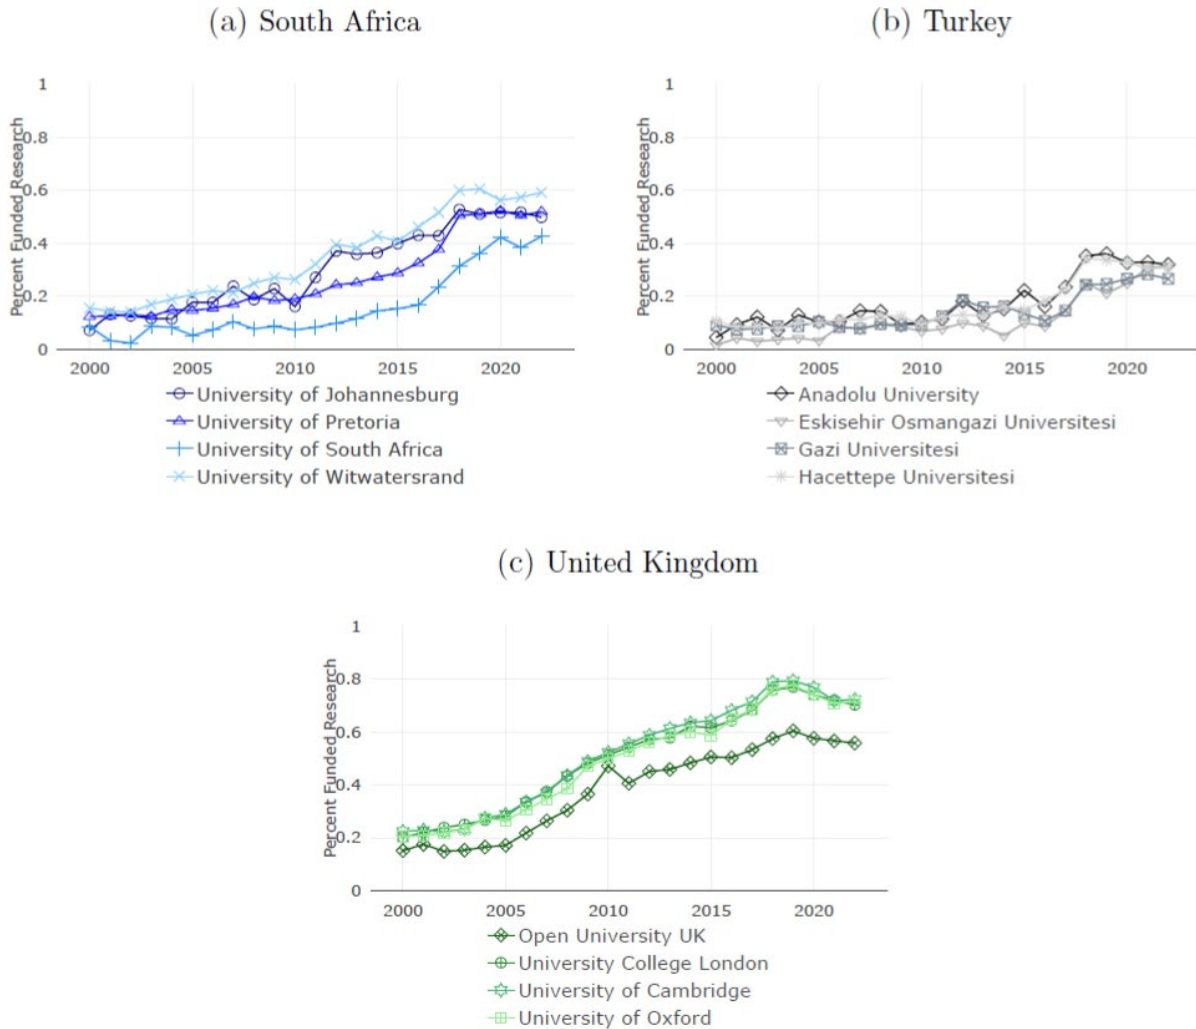 (a) South Africa
Percent Funded Research
1
0.8
0.6
0.4
0.2
0
2000 2005 2010 2015 2020
University of Johannesburg
University of Pretoria
University of South Africa
University of Witwatersrand
(b) Turkey
Percent Funded Research
1
0.8
0.6
0.4
0.2
0
2000 2005 2010 2015 2020
Anadolu University
Eskisehir Osmangazi Universitesi
Gazi Universitesi
Hacettepe Universitesi
(c) United Kingdom
Percent Funded Research
1
0.8
0.6
0.4
0.2
0
2000 2005 2010 2015 2020
Open University UK
University College London
University of Cambridge
University of Oxford